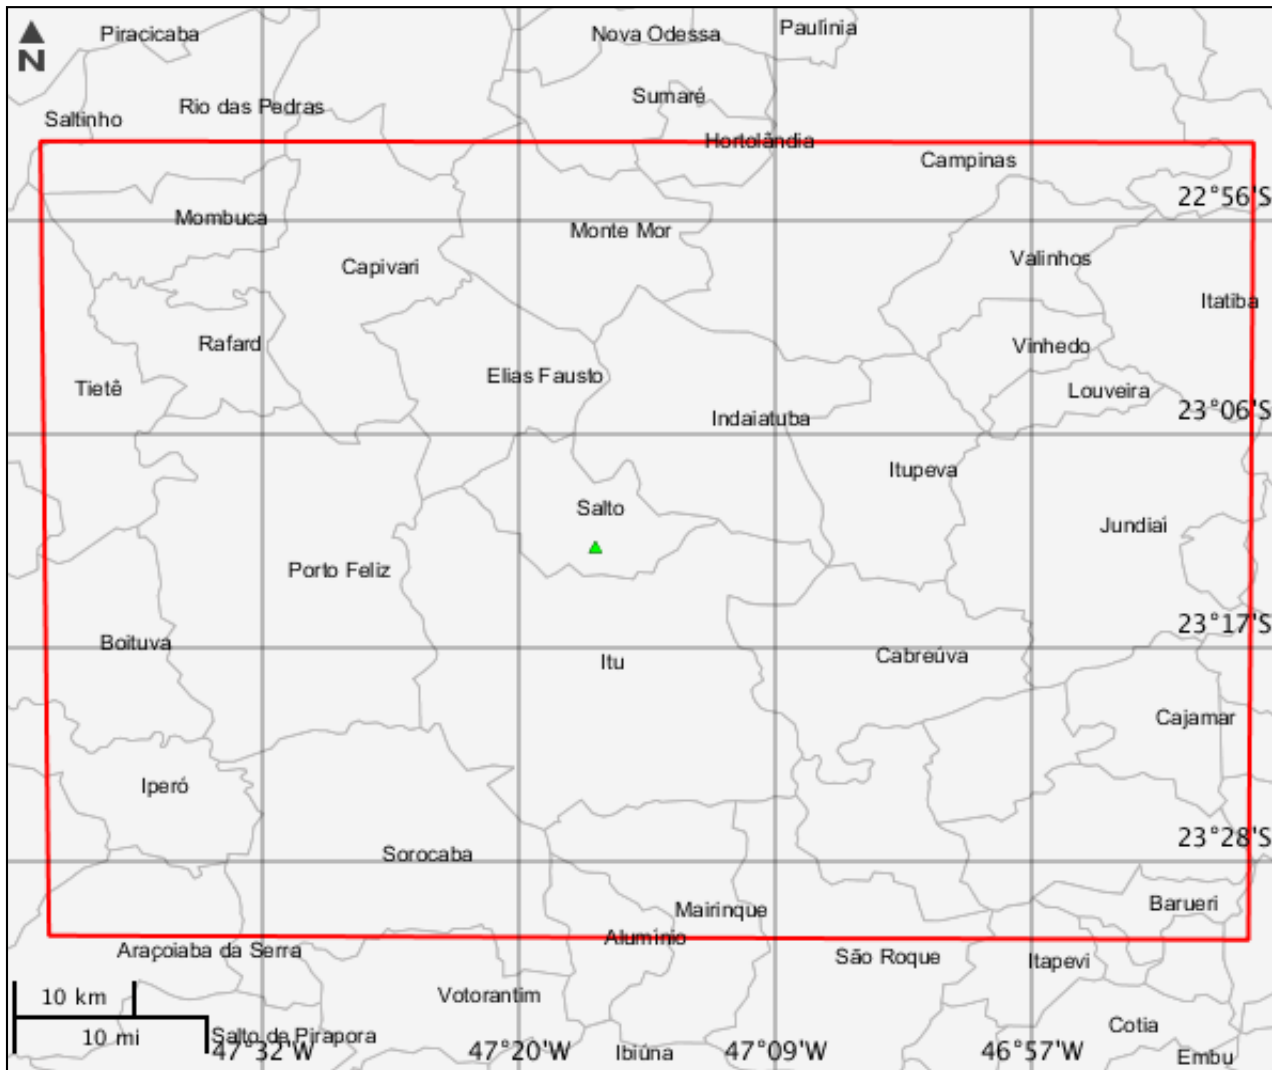 Piracicaba
Nova Odessa
Paulínia
N
Sumaré
Rio das Pedras
Saltinho
Hortolândia
Campinas
22°56'S
Mombuca
Monte Mor
Valinhos
Capivari
Itatiba
Rafard
Vinhedo
Elias Fausto
Tietê
Louveira
23°06'S
Indaiatuba
Itupeva
Salto
Jundiai
Porto Feliz
23°17'S
Boituva
Itu
Cabreúva
Cajamar
Iperó
23°28'S
Sorocaba
Barueri
Mairinque
Alumínio
Araçoiaba da Serra
São Roque
Itapevi
10 km
Votorantim
Cotia
10 mi
Salto de Pirapora
47°32'W
47°20'W
47°09'W
46°57'W
Ibiúna
Embu